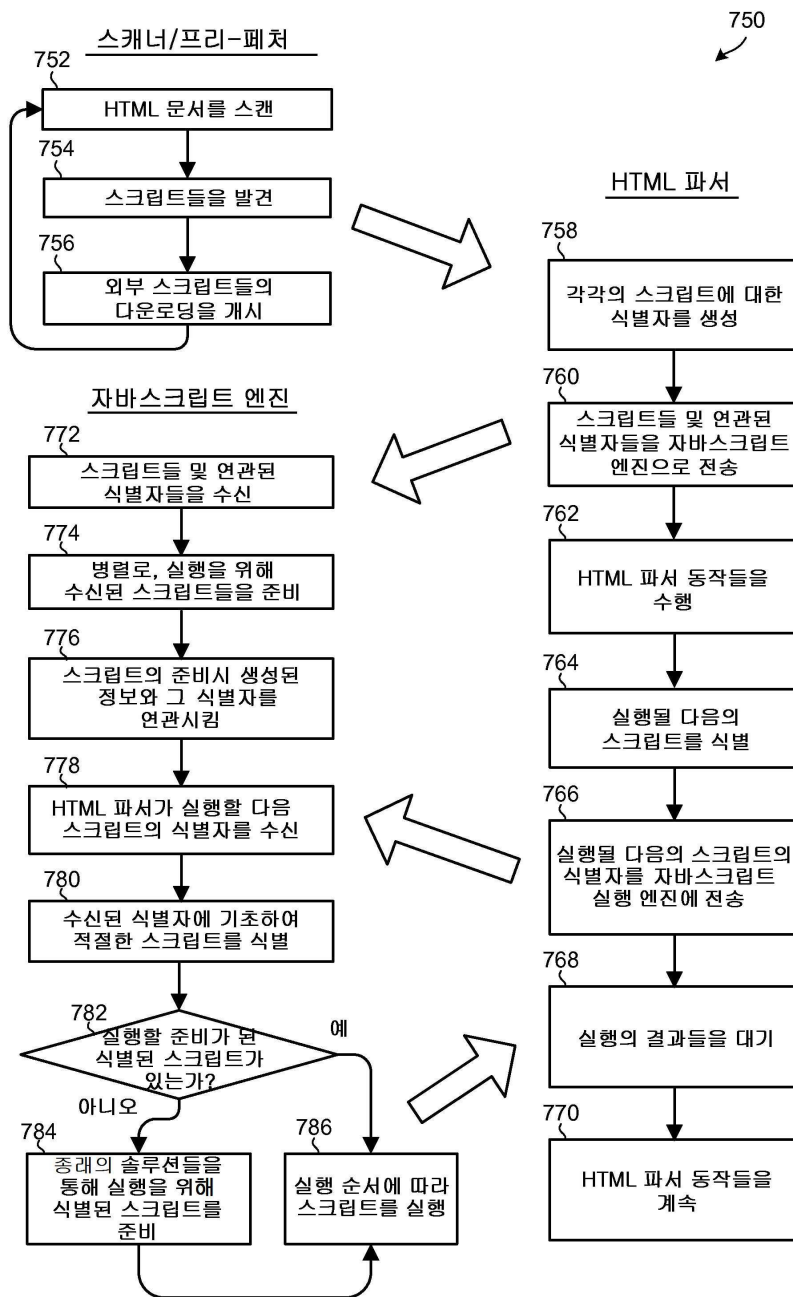 750
스캐너/프리-페처
752
HTML 문서를 스캔
754
스크립트들을 발견
756
외부 스크립트들의
다운로딩을 개시
HTML 파서
758
각각의 스크립트에 대한
식별자를 생성
760
스크립트들 및 연관된
식별자들을 자바스크립트
엔진으로 전송
762
HTML 파서 동작들을
수행
764
실행될 다음의
스크립트를 식별
766
실행될 다음의 스크립트의
식별자를 자바스크립트
실행 엔진에 전송
768
실행의 결과들을 대기
770
HTML 파서 동작들을
계속
자바스크립트 엔진
772
스크립트들 및 연관된
식별자들을 수신
774
병렬로, 실행을 위해
수신된 스크립트들을 준비
776
스크립트의 준비시 생성된
정보와 그 식별자를
연관시킴
778
HTML 파서가 실행할 다음
스크립트의 식별자를 수신
780
수신된 식별자에 기초하여
적절한 스크립트를 식별
782
실행할 준비가 된
식별된 스크립트가
있는가?
예
아니오
784
종래의 솔루션들을
통해 실행을 위해
식별된 스크립트를
준비
786
실행 순서에 따라
스크립트를 실행